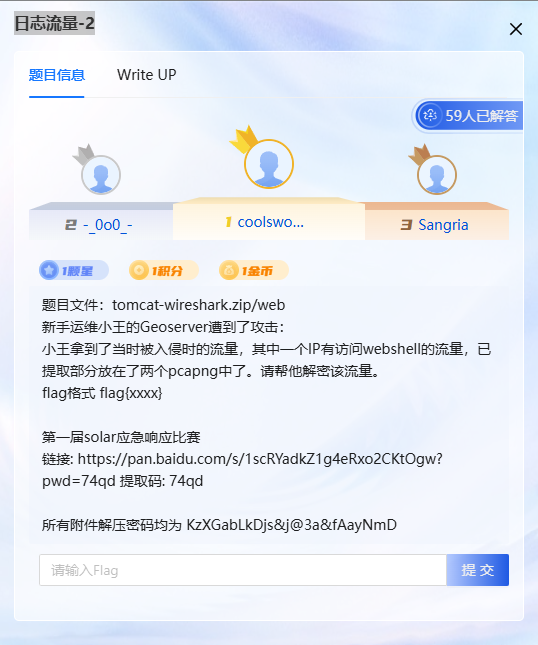 日志流量-2
题目信息
Write UP
59人已解答
2 -_0o0_-
1 coolswo...
3 Sangria
1颗星
1积分
1金币
题目文件：tomcat-wireshark.zip/web
新手运维小王的Geoserver遭到了攻击：
小王拿到了当时被入侵时的流量，其中一个IP有访问webshell的流量，已
提取部分放在了两个pcapng中了。请帮他解密该流量。
flag格式 flag{xxxx}
第一届solar应急响应比赛
链接: https://pan.baidu.com/s/1scRYadkZ1g4eRxo2CKtOgw?
pwd=74qd 提取码: 74qd
所有附件解压密码均为 KzXGabLkDjs&j@3a&fAayNmD
请输入Flag
提 交